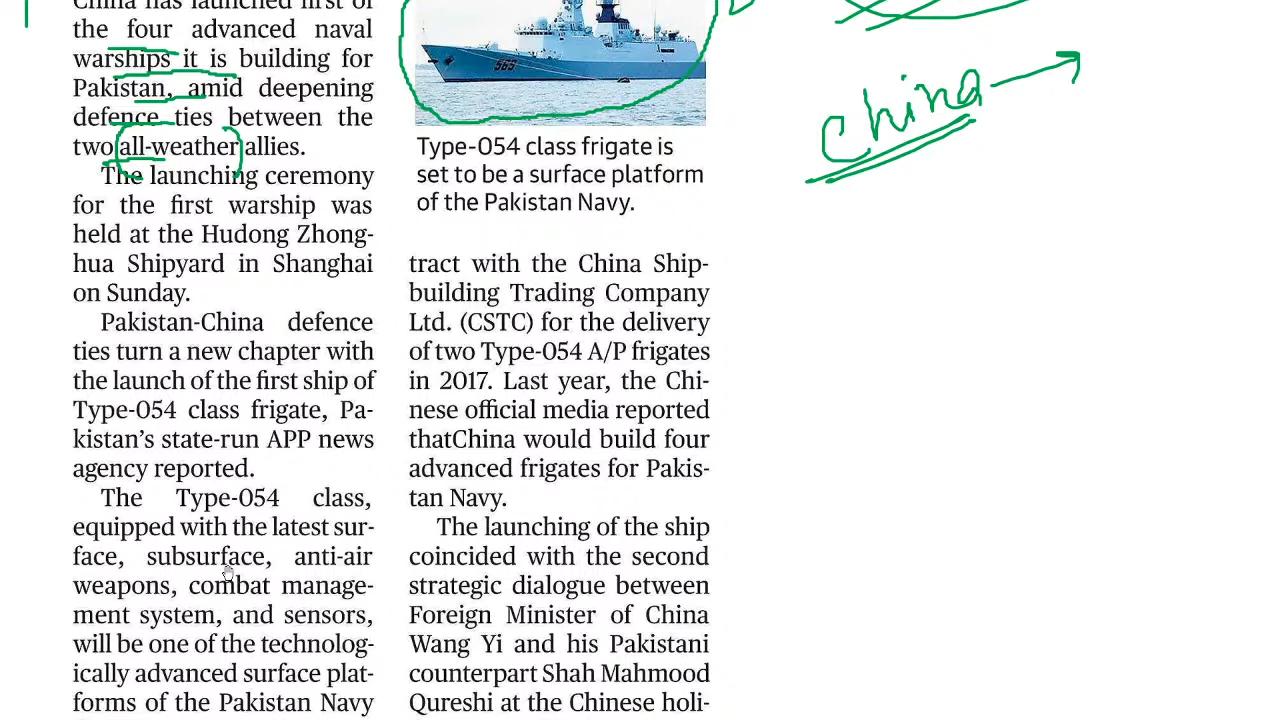 China has launched first of
the four advanced naval
warships it is building for
Pakistan, amid deepening
defence ties between the
two all-weather allies.
The launching ceremony
for the first warship was
held at the Hudong Zhong-
hua Shipyard in Shanghai
on Sunday.
Pakistan-China defence
ties turn a new chapter with
the launch of the first ship of
Type-054 class frigate, Pa-
kistan's state-run APP news
agency reported.
The Type-054 class,
equipped with the latest sur-
face, subsurface, anti-air
weapons, combat manage-
ment system, and sensors,
will be one of the technolog-
ically advanced surface plat-
forms of the Pakistan Navy
565
Type-054 class frigate is
set to be a surface platform
of the Pakistan Navy.
tract with the China Ship-
building Trading Company
Ltd. (CSTC) for the delivery
of two Type-054 A/P frigates
in 2017. Last year, the Chi-
nese official media reported
thatChina would build four
advanced frigates for Pakis-
tan Navy.
The launching of the ship
coincided with the second
strategic dialogue between
Foreign Minister of China
Wang Yi and his Pakistani
counterpart Shah Mahmood
Qureshi at the Chinese holi-
China